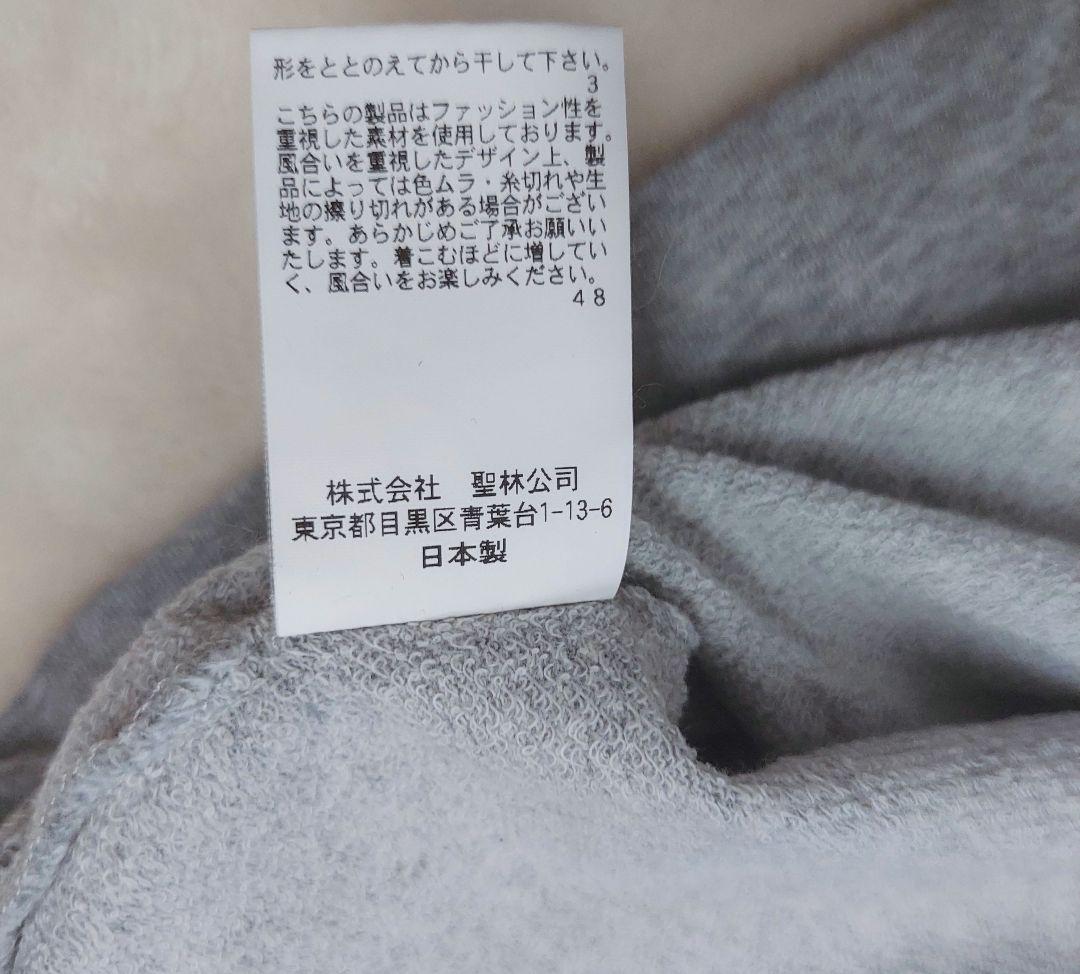 形をととのえてから干して下さい。
3
こちらの製品はファッション性を
重視した素材を使用しております。
風合いを重視したデザイン上、製
品によっては色ムラ・糸切れや生
地の擦り切れがある場合がござい
ます。あらかじめご了承お願いい
たします。着こむほどに増してい
く、風合いをお楽しみください。
48
株式会社 聖林公司
東京都目黒区青葉台1-13-6
日本製